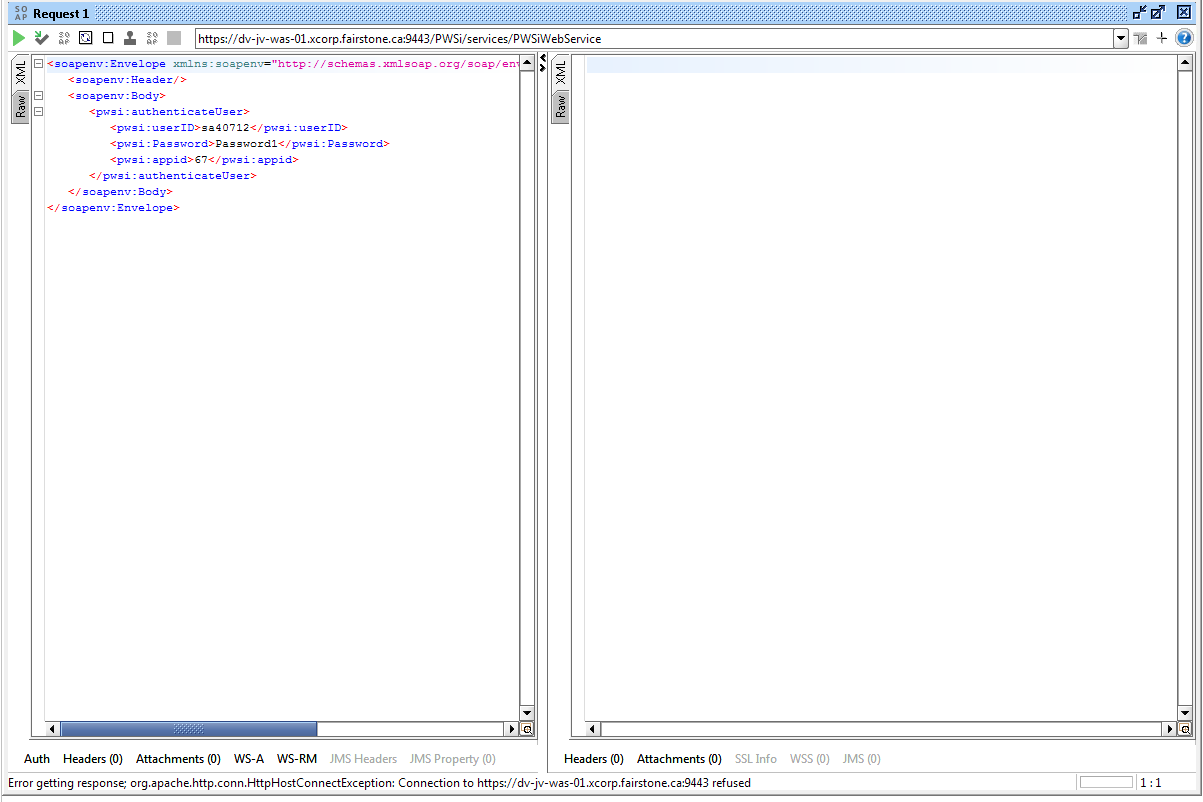 SO
AP Request 1
https://dv-jv-was-01.xcorp.fairstone.ca:9443/PWSi/services/PWSiWebService
XML
Raw
<soapenv:Envelope xmlns:soapenv="http://schemas.xmlsoap.org/soap/env
<soapenv:Header/>
<soapenv:Body>
<pwsi:authenticateUser>
<pwsi:userID>sa40712</pwsi:userID>
<pwsi:Password>Password1</pwsi:Password>
<pwsi:appid>67</pwsi:appid>
</pwsi:authenticateUser>
</soapenv:Body>
</soapenv:Envelope>
XML
Raw
Auth Headers (0) Attachments (0) WS-A WS-RM JMS Headers JMS Property (0)
Headers (0) Attachments (0) SSL Info WSS (0) JMS (0)
Error getting response; org.apache.http.conn.HttpHostConnectException: Connection to https://dv-jv-was-01.xcorp.fairstone.ca:9443 refused
1 : 1